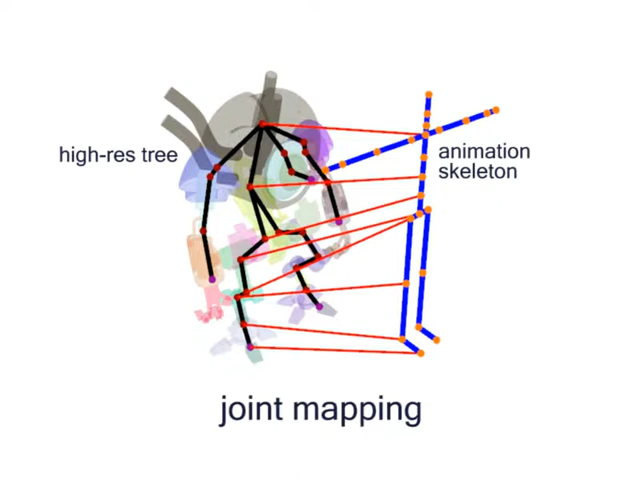 high-res tree
animation
skeleton
joint mapping